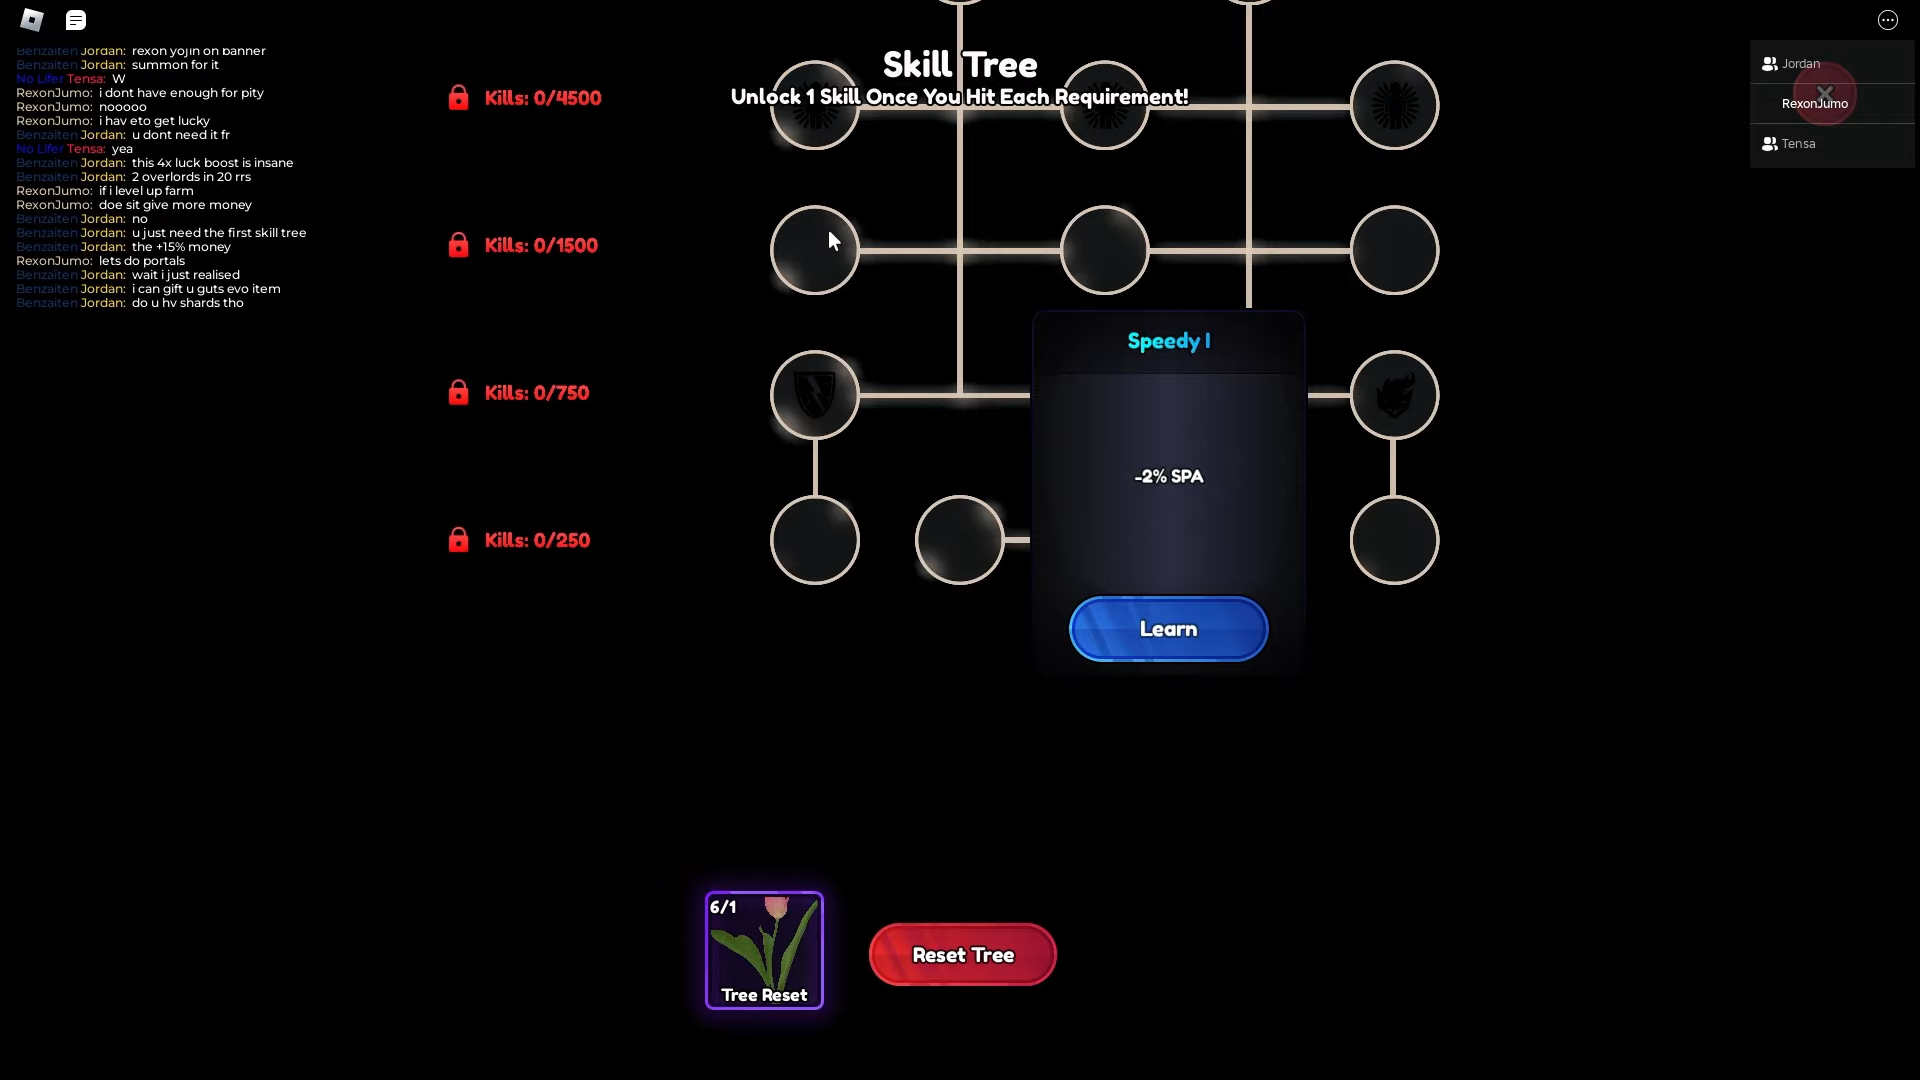 Benzaiten Jordan: rexon yojin on banner
Benzaiten Jordan: summon for it
No Lifer Tensa: W
RexonJumo: i dont have enough for pity
RexonJumo: nooooo
RexonJumo: i hav eto get lucky
Benzaiten Jordan: u dont need it fr
No Lifer Tensa: yea
Benzaiten Jordan: this 4x luck boost is insane
Benzaiten Jordan: 2 overlords in 20 rrs
RexonJumo: if i level up farm
RexonJumo: doe sit give more money
Benzaiten Jordan: no
Benzaiten Jordan: u just need the first skill tree
Benzaiten Jordan: the +15% money
RexonJumo: lets do portals
Benzaiten Jordan: wait i just realised
Benzaiten Jordan: i can gift u guts evo item
Benzaiten Jordan: do u hv shards tho
Skill Tree
Unlock 1 Skill Once You Hit Each Requirement!
Kills: 0/4500
Kills: 0/1500
Kills: 0/750
Kills: 0/250
Speedy I
-2% SPA
Learn
6/1
Tree Reset
Reset Tree
Jordan
RexonJumo
Tensa